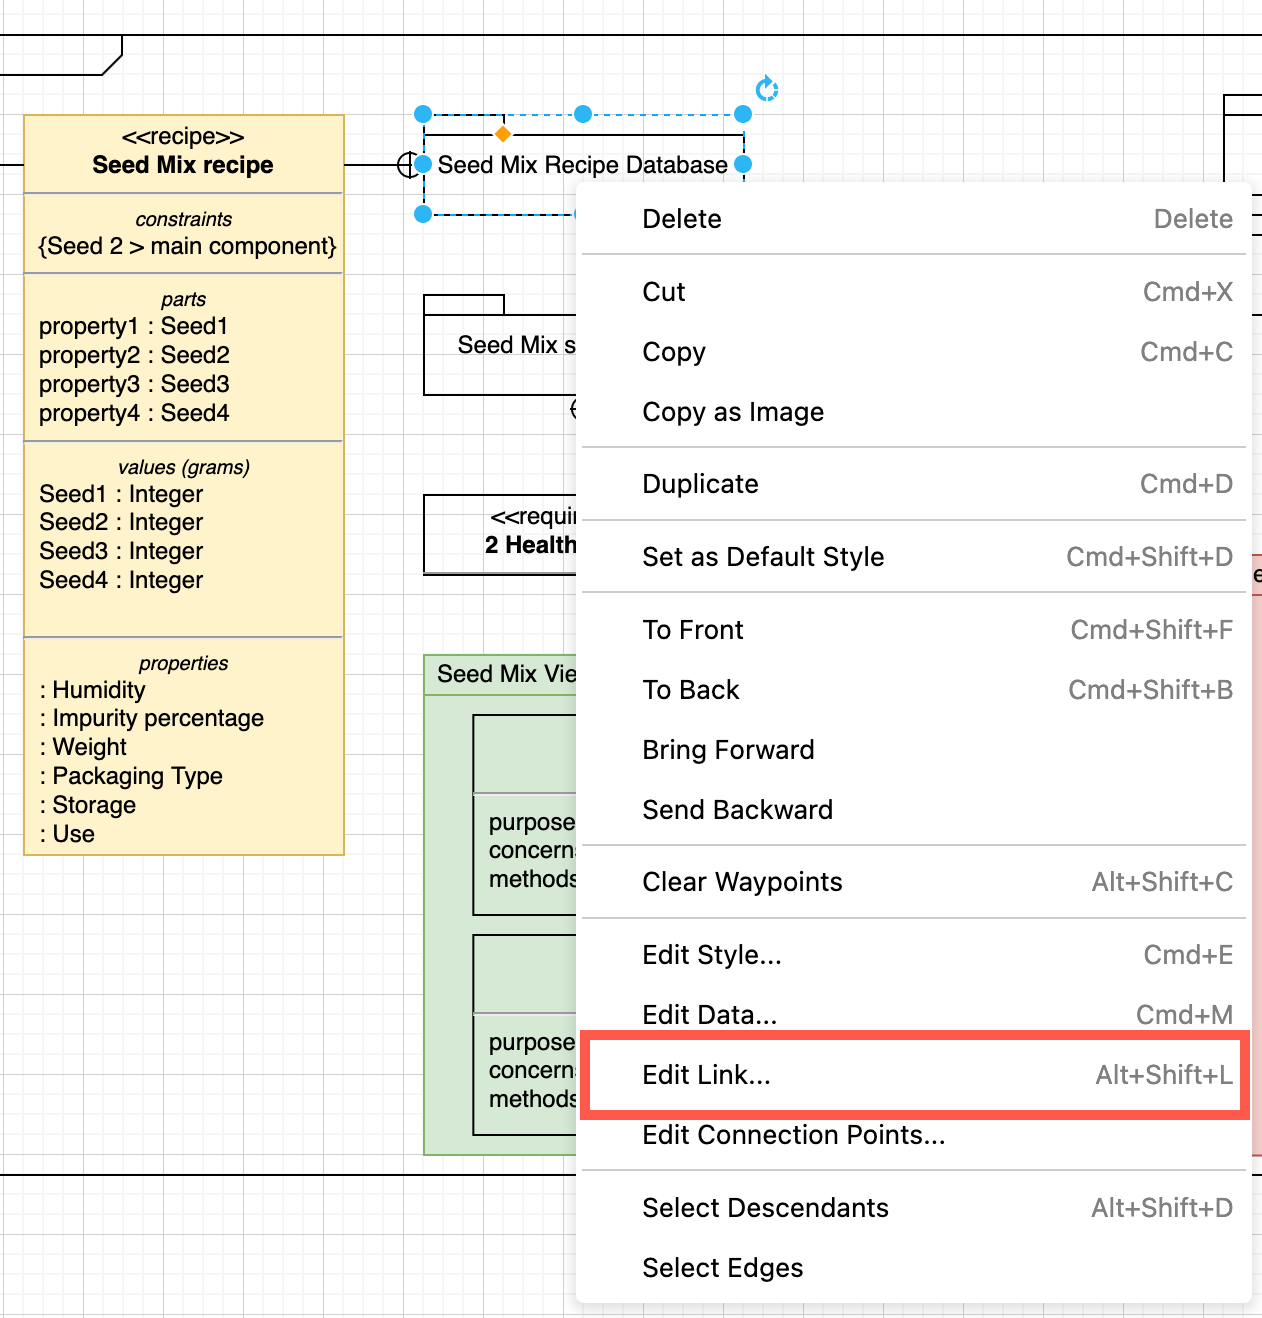 <<recipe>>
Seed Mix recipe
constraints
{Seed 2 > main component}
parts
property1 : Seed1
property2 : Seed2
property3 : Seed3
property4 : Seed4
values (grams)
Seed1 : Integer
Seed2 : Integer
Seed3 : Integer
Seed4 : Integer
properties
: Humidity
: Impurity percentage
: Weight
: Packaging Type
: Storage
: Use
Seed Mix Recipe Database
Seed Mix s
<<requi
2 Health
Seed Mix Vie
purpose
concern
methods
purpose
concern
methods
Delete Delete
Cut Cmd+X
Copy Cmd+C
Copy as Image
Duplicate Cmd+D
Set as Default Style Cmd+Shift+D
To Front Cmd+Shift+F
To Back Cmd+Shift+B
Bring Forward
Send Backward
Clear Waypoints Alt+Shift+C
Edit Style... Cmd+E
Edit Data... Cmd+M
Edit Link... Alt+Shift+L
Edit Connection Points...
Select Descendants Alt+Shift+D
Select Edges